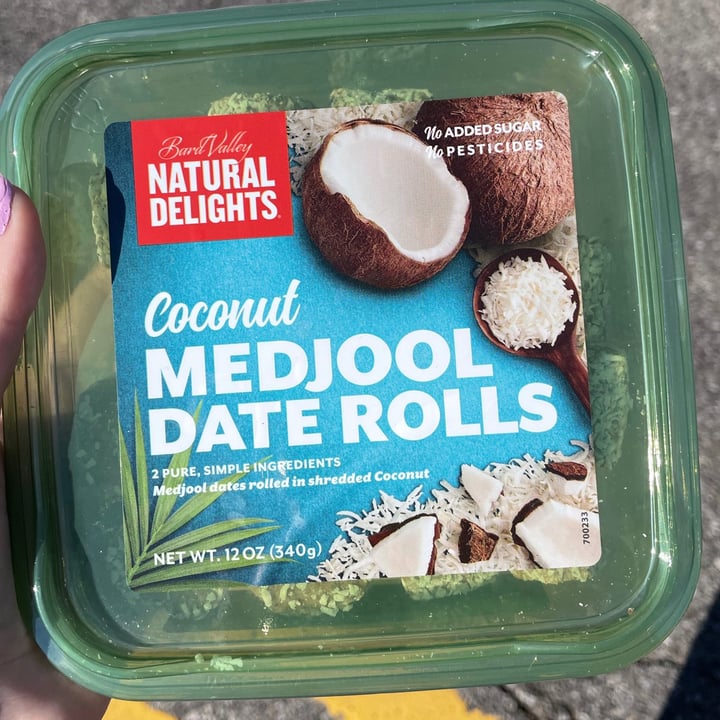 Bard Valley
NATURAL
DELIGHTS
No ADDED SUGAR
No PESTICIDES
Coconut
MEDJOOL
DATE ROLLS
2 PURE, SIMPLE INGREDIENTS
Medjool dates rolled in shredded Coconut
NET WT. 12 OZ (340g)
700233